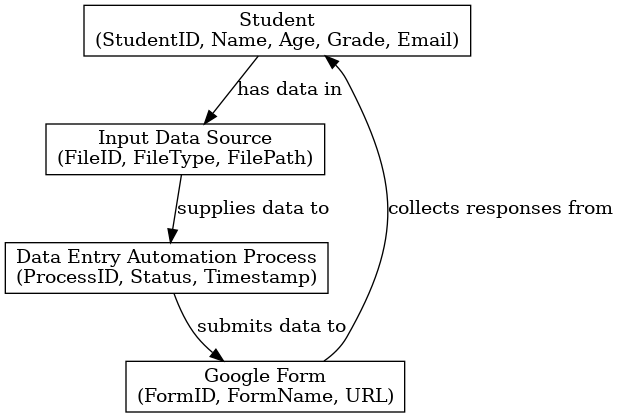 Student
(StudentID, Name, Age, Grade, Email)
has data in
Input Data Source
(FileID, FileType, FilePath)
supplies data to
collects responses from
Data Entry Automation Process
(ProcessID, Status, Timestamp)
submits data to
Google Form
(FormID, FormName, URL)